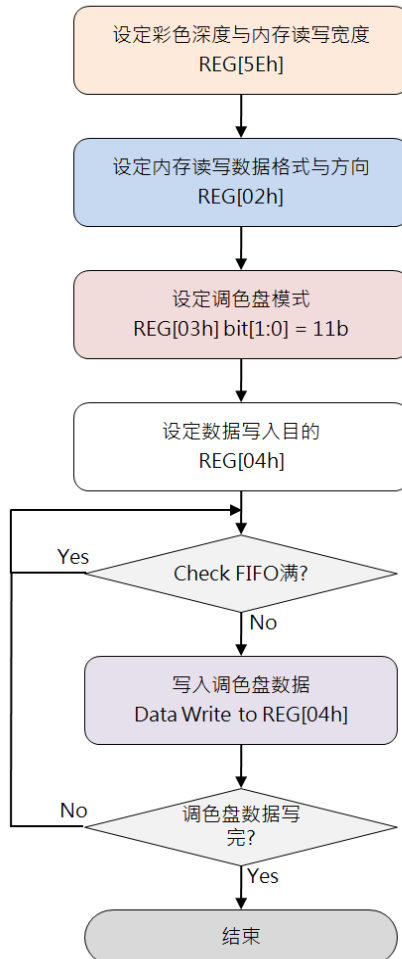 设定彩色深度与内存读写宽度
REG[5Eh]
设定内存读写数据格式与方向
REG[02h]
设定调色盘模式
REG[03h] bit[1:0] = 11b
设定数据写入目的
REG[04h]
Yes
Check FIFO满?
No
写入调色盘数据
Data Write to REG[04h]
No
调色盘数据写
完?
Yes
结束